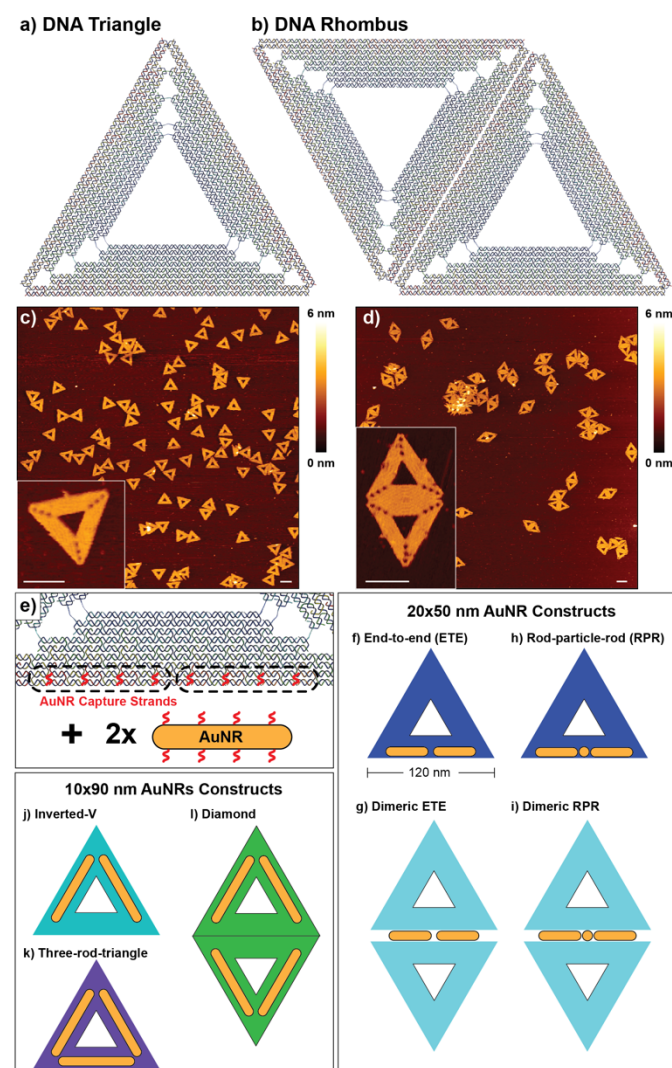 a) DNA Triangle
b) DNA Rhombus
c)
6 nm
0 nm
d)
6 nm
0 nm
e)
AuNR Capture Strands
+ 2x
AuNR
20x50 nm AuNR Constructs
f) End-to-end (ETE)
h) Rod-particle-rod (RPR)
120 nm
g) Dimeric ETE
i) Dimeric RPR
10x90 nm AuNRs Constructs
j) Inverted-V
l) Diamond
k) Three-rod-triangle